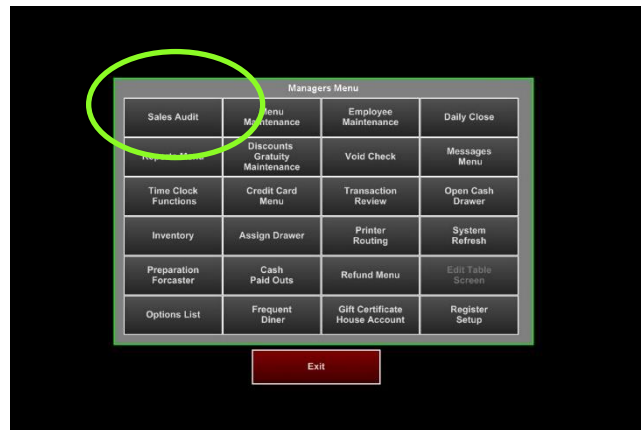 Managers Menu
Sales Audit
Menu
Maintenance
Employee
Maintenance
Daily Close
Reports Menu
Discounts
Gratuity
Maintenance
Void Check
Messages
Menu
Time Clock
Functions
Credit Card
Menu
Transaction
Review
Open Cash
Drawer
Inventory
Assign Drawer
Printer
Routing
System
Refresh
Preparation
Forcaster
Cash
Paid Outs
Refund Menu
Edit Table
Screen
Options List
Frequent
Diner
Gift Certificate
House Account
Register
Setup
Exit